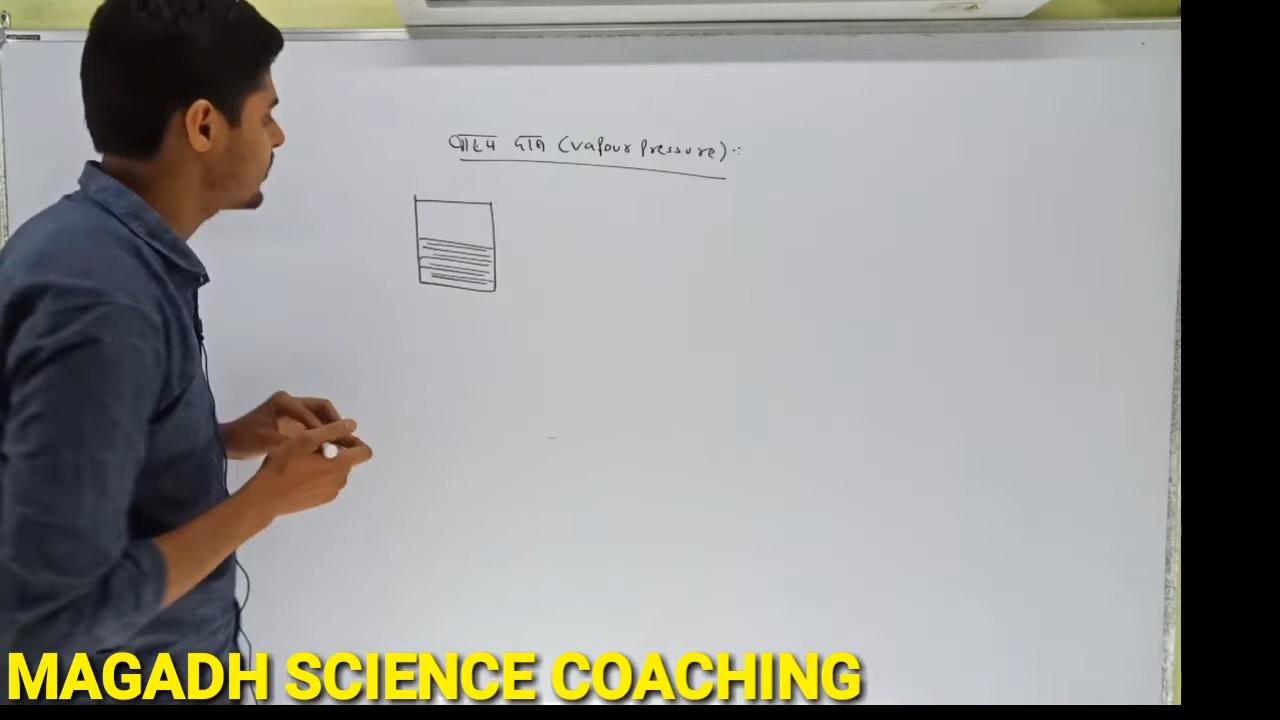 वाष्प दाब (Vapour Pressure) :-
MAGADH SCIENCE COACHING